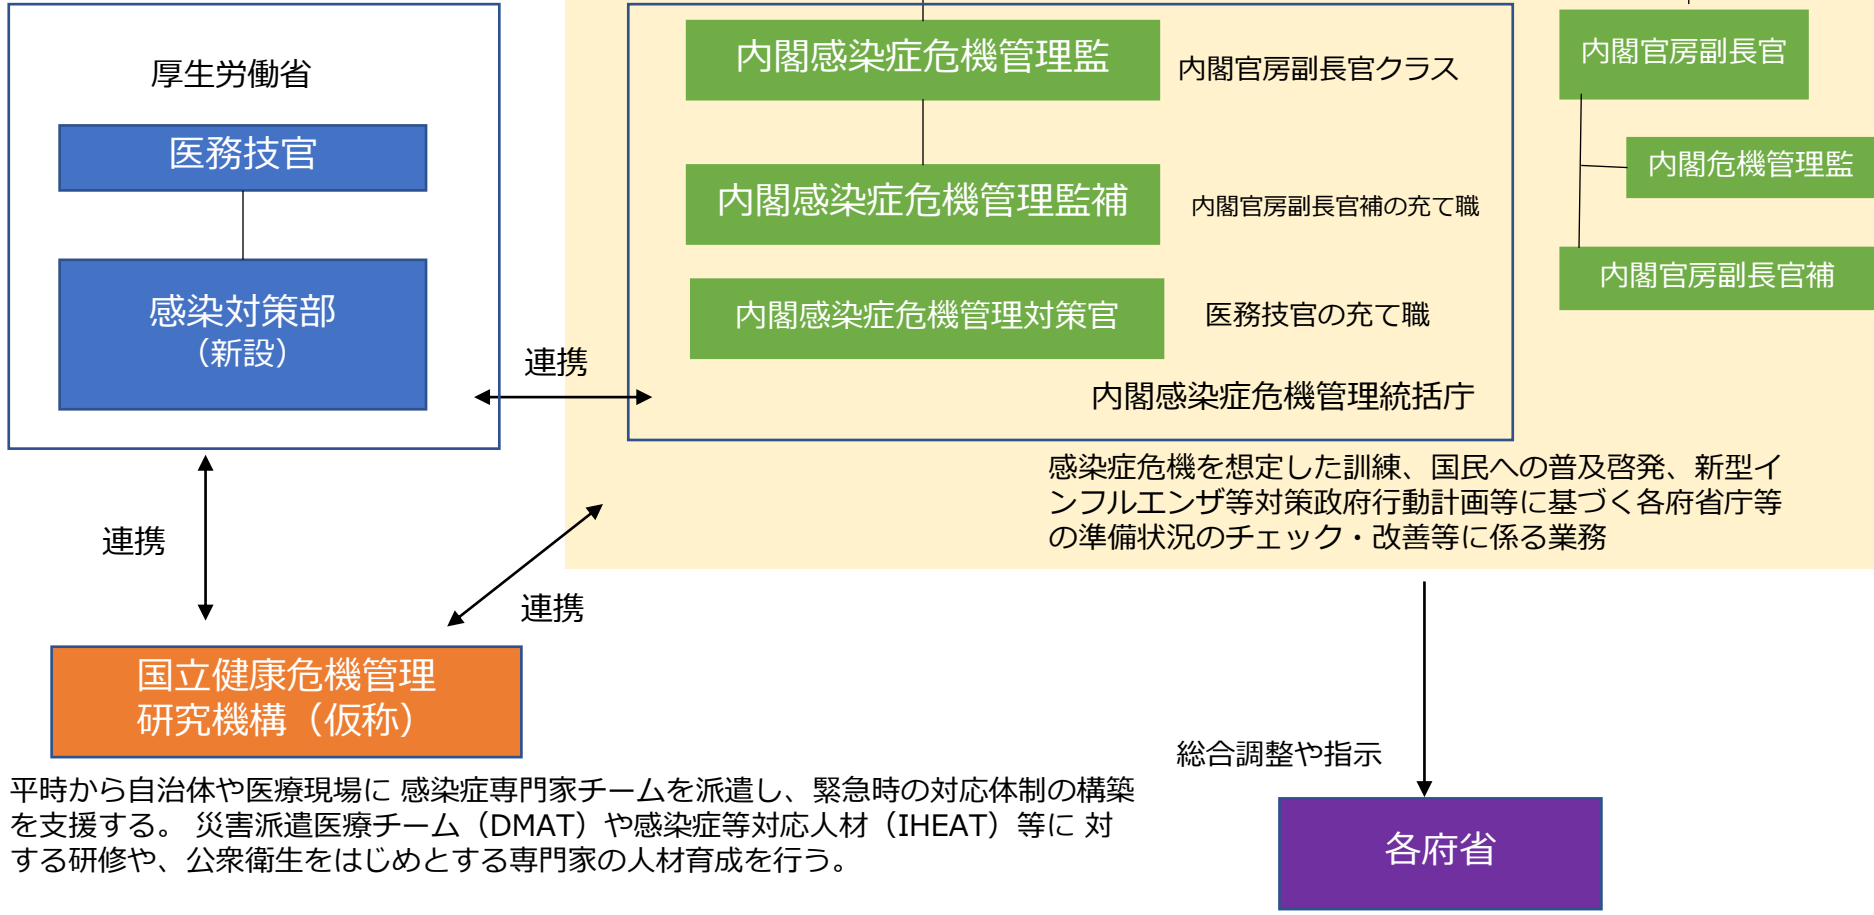 厚生労働省
医務技官
感染対策部
（新設）
連携
内閣感染症危機管理監
内閣官房副長官クラス
内閣感染症危機管理監補
内閣官房副長官補の充て職
内閣感染症危機管理対策官
医務技官の充て職
内閣感染症危機管理統括庁
内閣官房副長官
内閣危機管理監
内閣官房副長官補
感染症危機を想定した訓練、国民への普及啓発、新型イ
ンフルエンザ等対策政府行動計画等に基づく各府省庁等
の準備状況のチェック・改善等に係る業務
連携
連携
国立健康危機管理
研究機構（仮称）
平時から自治体や医療現場に 感染症専門家チームを派遣し、緊急時の対応体制の構築
を支援する。 災害派遣医療チーム（DMAT）や感染症等対応人材（IHEAT）等に 対
する研修や、公衆衛生をはじめとする専門家の人材育成を行う。
総合調整や指示
各府省